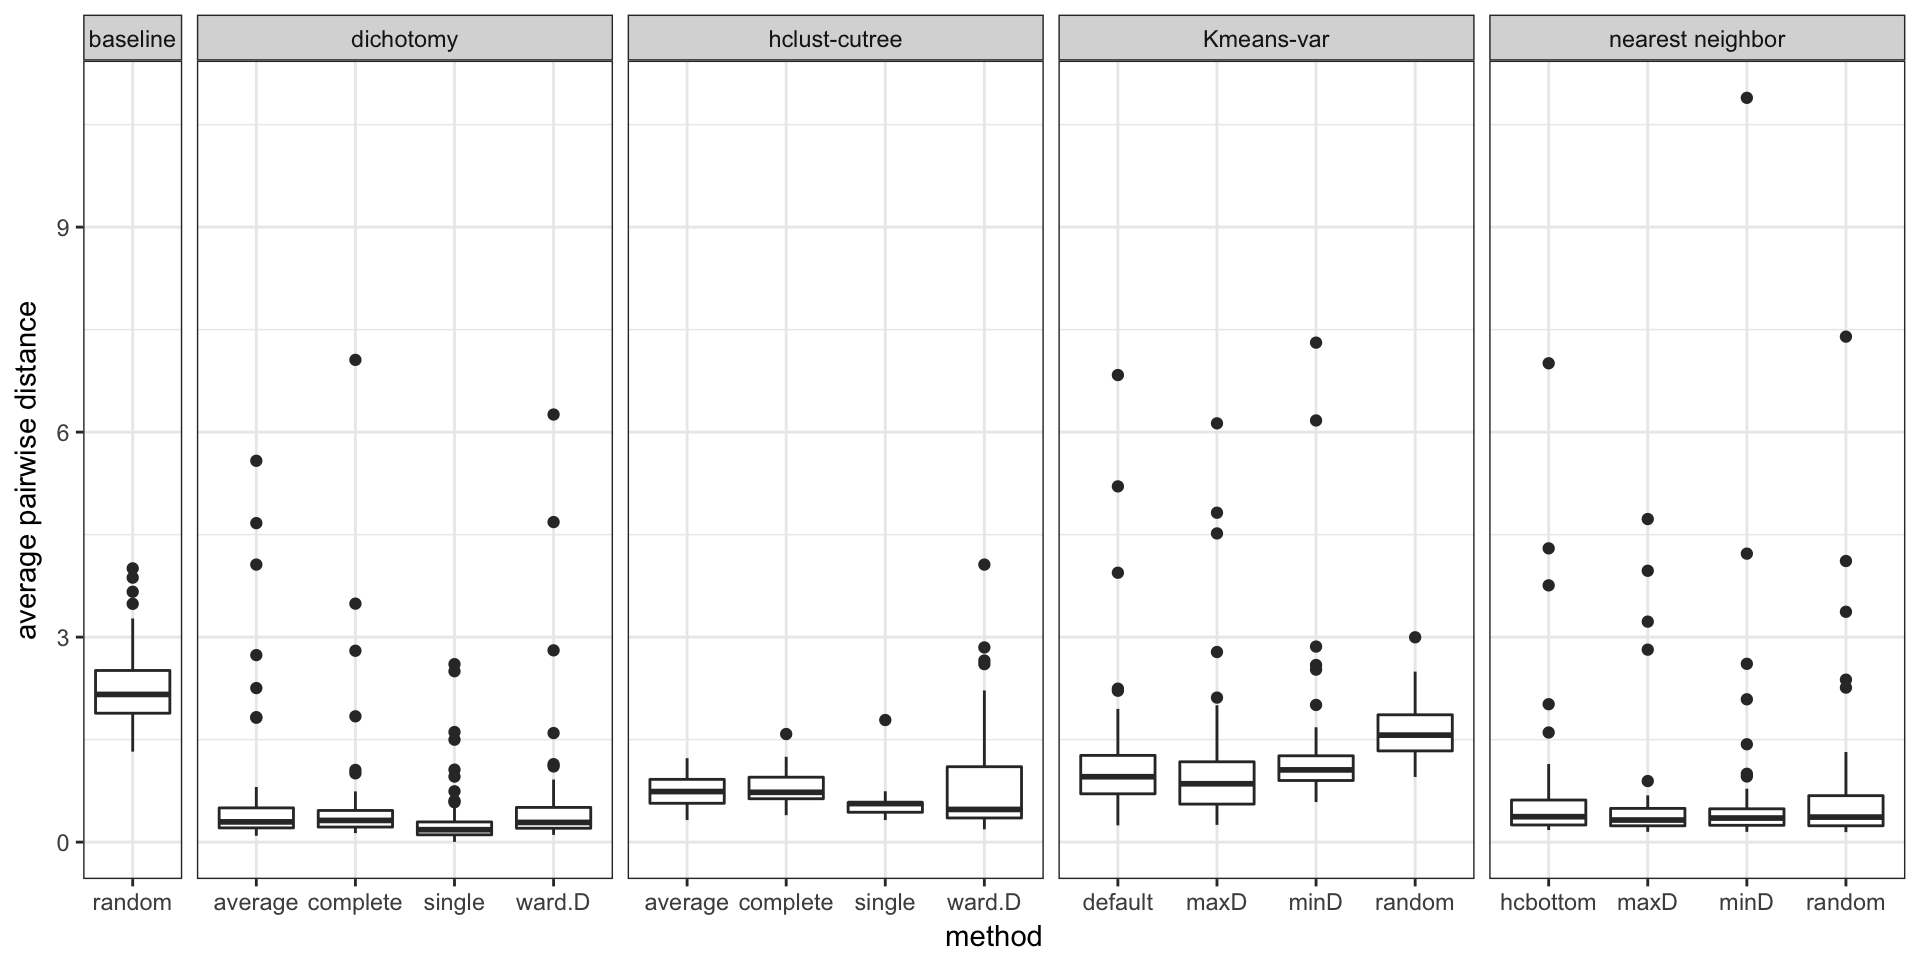 baseline dichotomy hclust-cutree Kmeans-var nearest neighbor
average pairwise distance
9
6
3
0
random average complete single ward.D average complete single ward.D default maxD minD random hcbottom maxD minD random
method